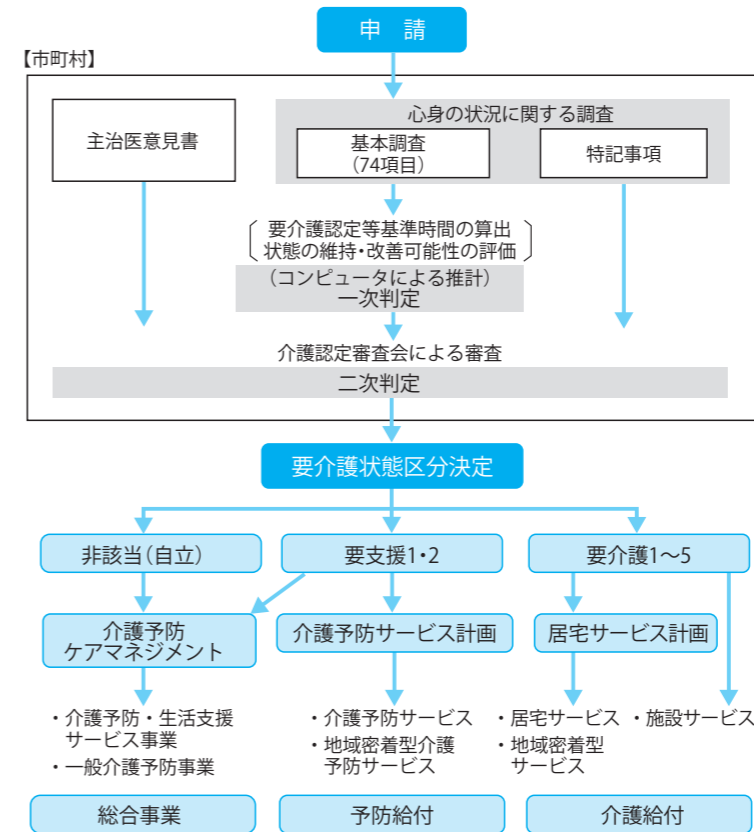 申　請
【市町村】
主治医意見書
心身の状況に関する調査
基本調査
（74項目）
特記事項
要介護認定等基準時間の算出
状態の維持・改善可能性の評価
（コンピュータによる推計）
一次判定
介護認定審査会による審査
二次判定
要介護状態区分決定
非該当（自立）
要支援1・2
要介護1〜5
介護予防
ケアマネジメント
介護予防サービス計画
居宅サービス計画
・介護予防・生活支援
サービス事業
・一般介護予防事業
・介護予防サービス
・地域密着型介護
予防サービス
・居宅サービス
・地域密着型
サービス
・施設サービス
総合事業
予防給付
介護給付